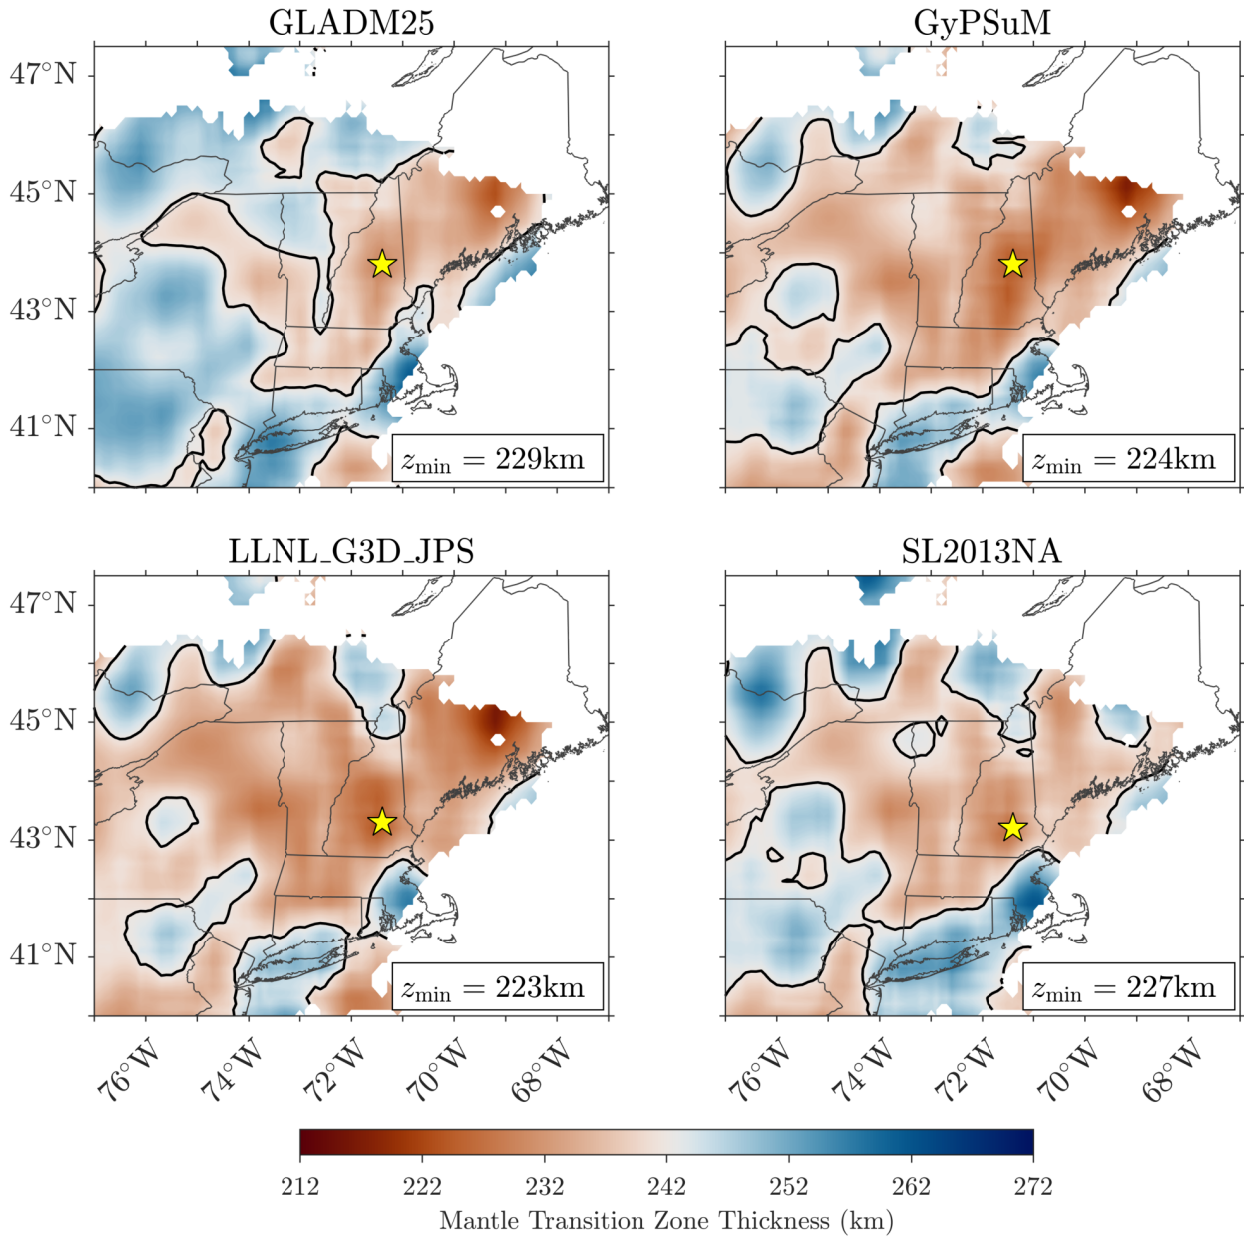 GLADM25
GyPSuM
47°N
45°N
43°N
41°N
z_min = 229km
z_min = 224km
LLNL_G3D_JPS
SL2013NA
47°N
45°N
43°N
41°N
z_min = 223km
z_min = 227km
76°W
74°W
72°W
70°W
68°W
76°W
74°W
72°W
70°W
68°W
212
222
232
242
252
262
272
Mantle Transition Zone Thickness (km)